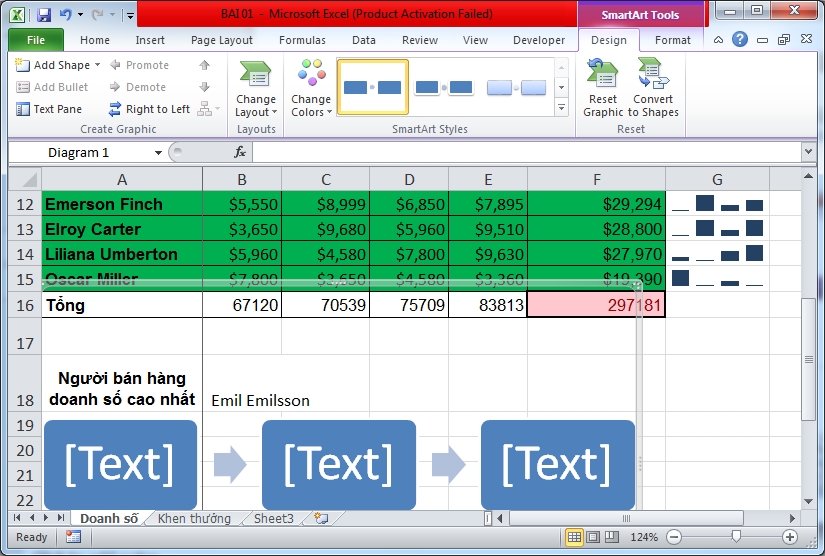 BAI 01 - Microsoft Excel (Product Activation Failed) SmartArt Tools
File Home Insert Page Layout Formulas Data Review View Developer Design Format
Add Shape Promote
Add Bullet Demote
Text Pane Right to Left
Create Graphic
Change
Layout
Layouts
Change
Colors
SmartArt Styles
Reset
Graphic
Convert
to Shapes
Reset
Diagram 1 fx
A B C D E F G
12 Emerson Finch $5,550 $8,999 $6,850 $7,895 $29,294
13 Elroy Carter $3,650 $9,680 $5,960 $9,510 $28,800
14 Liliana Umberton $5,960 $4,580 $7,800 $9,630 $27,970
15 Oscar Miller $7,800 $3,650 $4,580 $3,360 $19,390
16 Tổng 67120 70539 75709 83813 297181
17
Người bán hàng
18 doanh số cao nhất Emil Emilsson
19
20
[Text] [Text] [Text]
21
22
Doanh số Khen thưởng Sheet3
Ready 124%